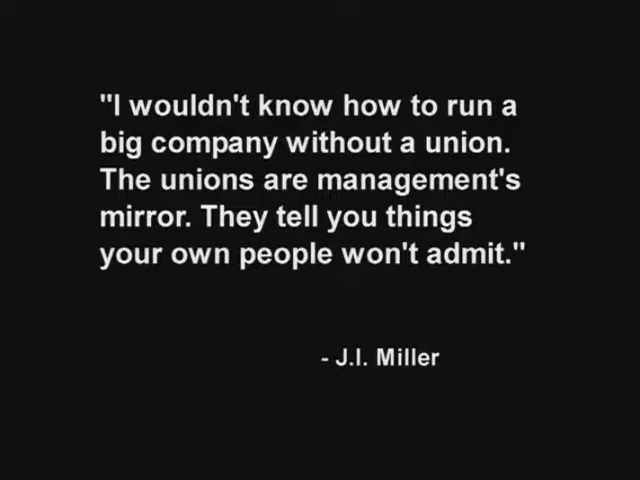 "I wouldn't know how to run a
big company without a union.
The unions are management's
mirror. They tell you things
your own people won't admit."
- J.I. Miller